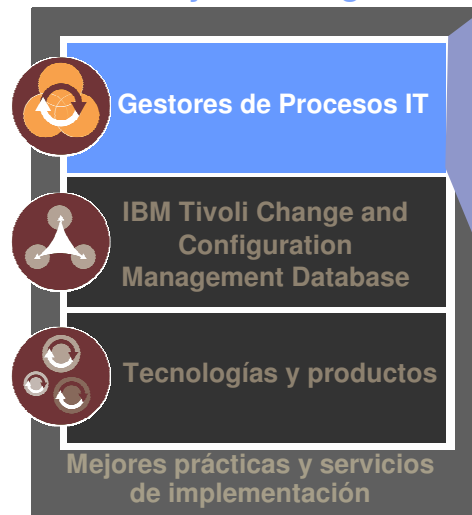 Gestores de Procesos IT
IBM Tivoli Change and
Configuration
Management Database
Tecnologías y productos
Mejores prácticas y servicios
de implementación